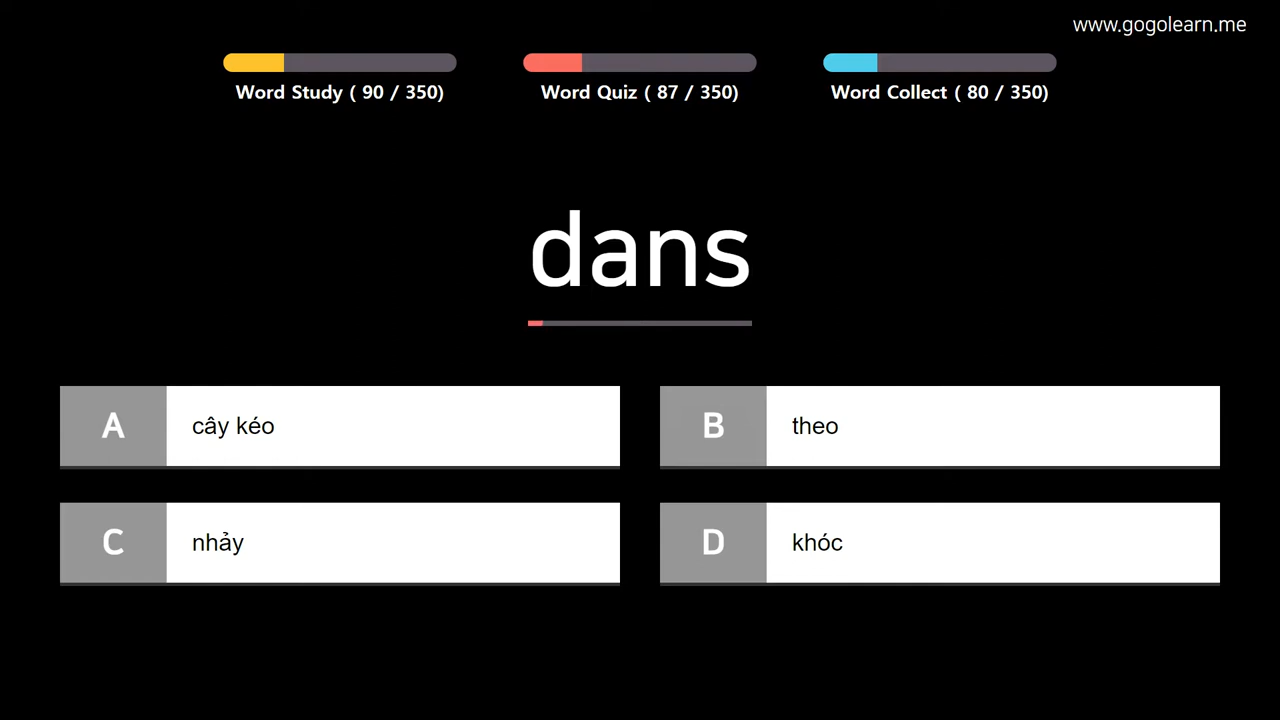 www.gogolearn.me
Word Study ( 90 / 350)
Word Quiz ( 87 / 350)
Word Collect ( 80 / 350)
dans
A cây kéo
B theo
C nhảy
D khóc